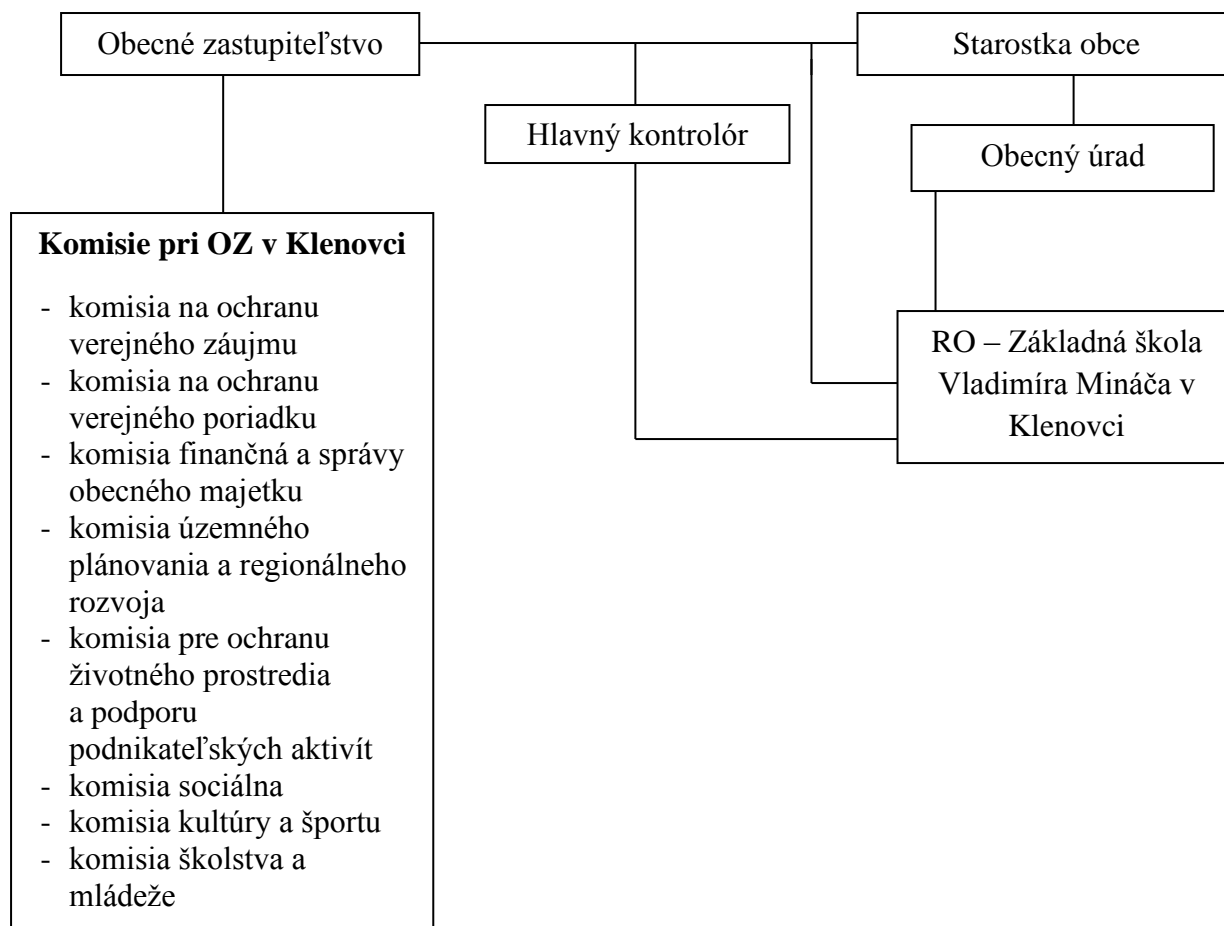 Obecné zastupiteľstvo
Starostka obce
Hlavný kontrolór
Obecný úrad
Komisie pri OZ v Klenovci
- komisia na ochranu
verejného záujmu
- komisia na ochranu
verejného poriadku
- komisia finančná a správy
obecného majetku
- komisia územného
plánovania a regionálneho
rozvoja
- komisia pre ochranu
životného prostredia
a podporu
podnikateľských aktivít
- komisia sociálna
- komisia kultúry a športu
- komisia školstva a
mládeže
RO – Základná škola
Vladimíra Mináča v
Klenovci